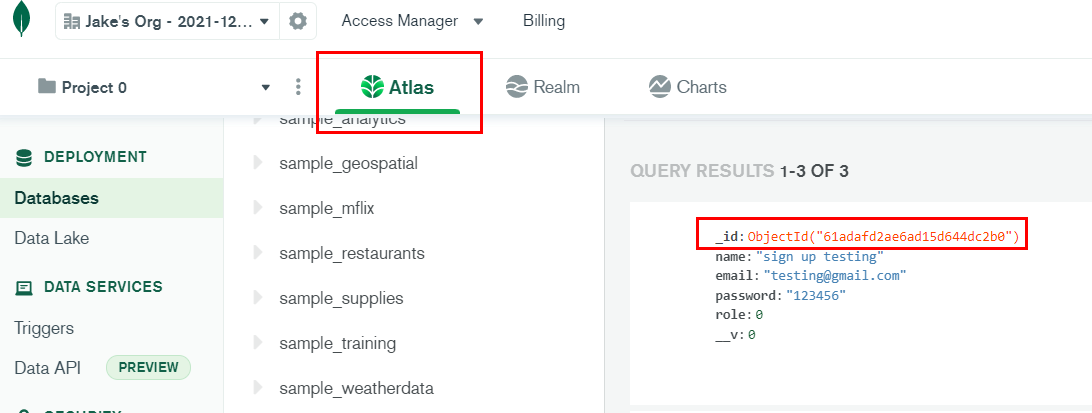 Jake's Org - 2021-12...
Access Manager
Billing
Project 0
Atlas
Realm
Charts
DEPLOYMENT
Databases
Data Lake
DATA SERVICES
Triggers
Data API
PREVIEW
SECURITY
sample_analytics
sample_geospatial
sample_mflix
sample_restaurants
sample_supplies
sample_training
sample_weatherdata
QUERY RESULTS 1-3 OF 3
_id:ObjectId("61adafd2ae6ad15d644dc2b0")
name:"sign up testing"
email:"testing@gmail.com"
password:"123456"
role:0
__v:0